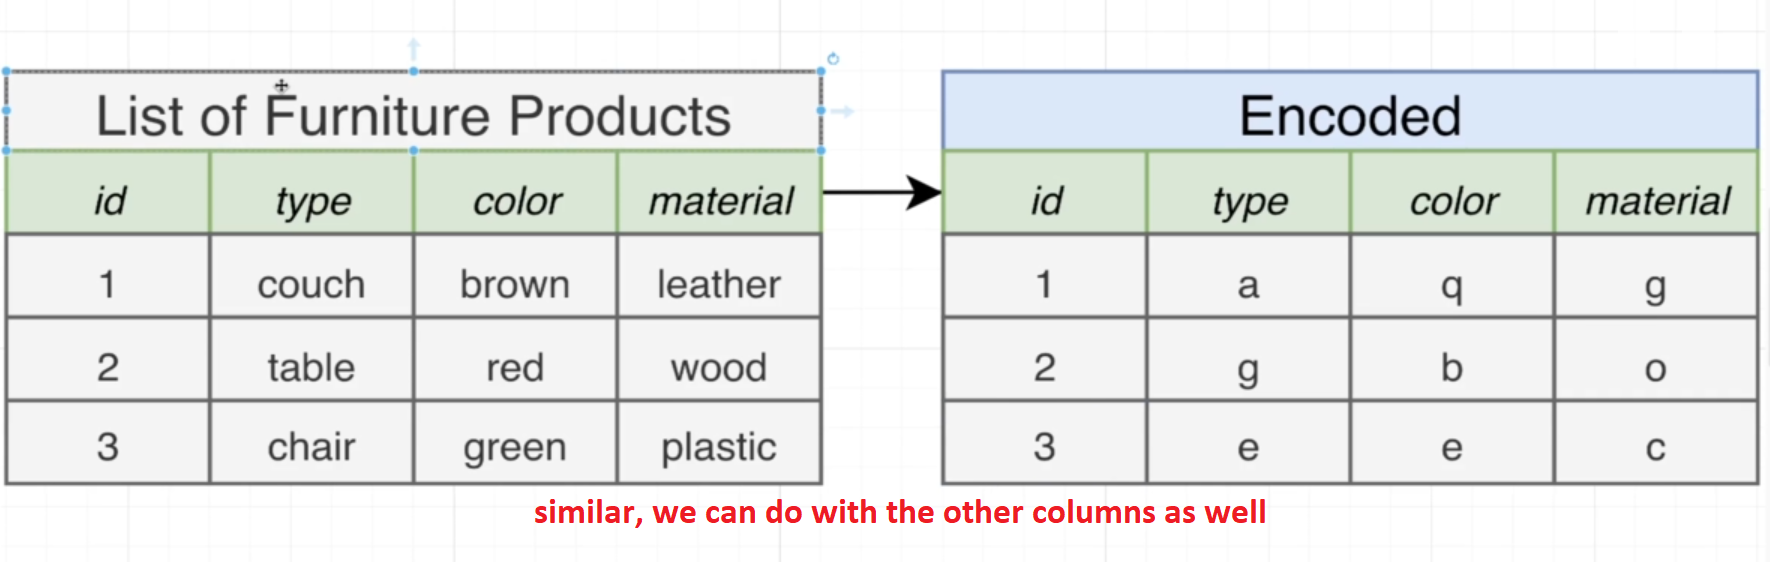 List of Furniture Products
id type color material
1 couch brown leather
2 table red wood
3 chair green plastic
Encoded
id type color material
1 a q g
2 g b o
3 e e c
similar, we can do with the other columns as well